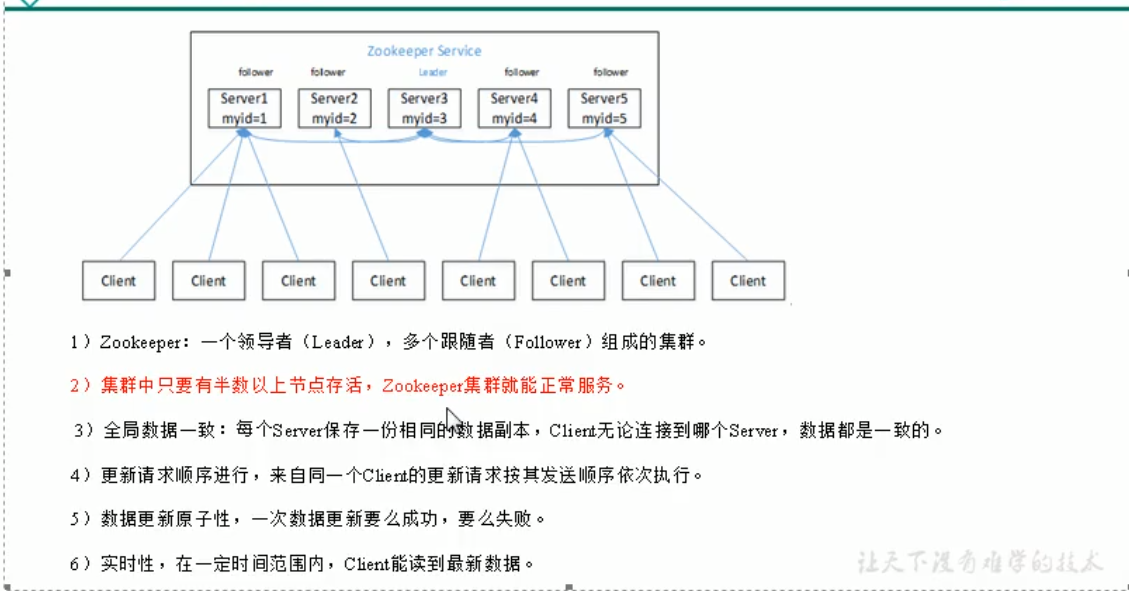 Zookeeper Service
follower follower Leader follower follower
Server1 Server2 Server3 Server4 Server5
myid=1 myid=2 myid=3 myid=4 myid=5
Client Client Client Client Client Client Client Client
1）Zookeeper：一个领导者（Leader），多个跟随者（Follower）组成的集群。
2）集群中只要有半数以上节点存活，Zookeeper集群就能正常服务。
3）全局数据一致：每个Server保存一份相同的数据副本，Client无论连接到哪个Server，数据都是一致的。
4）更新请求顺序进行，来自同一个Client的更新请求按其发送顺序依次执行。
5）数据更新原子性，一次数据更新要么成功，要么失败。
6）实时性，在一定时间范围内，Client能读到最新数据。
让天下没有难学的技术